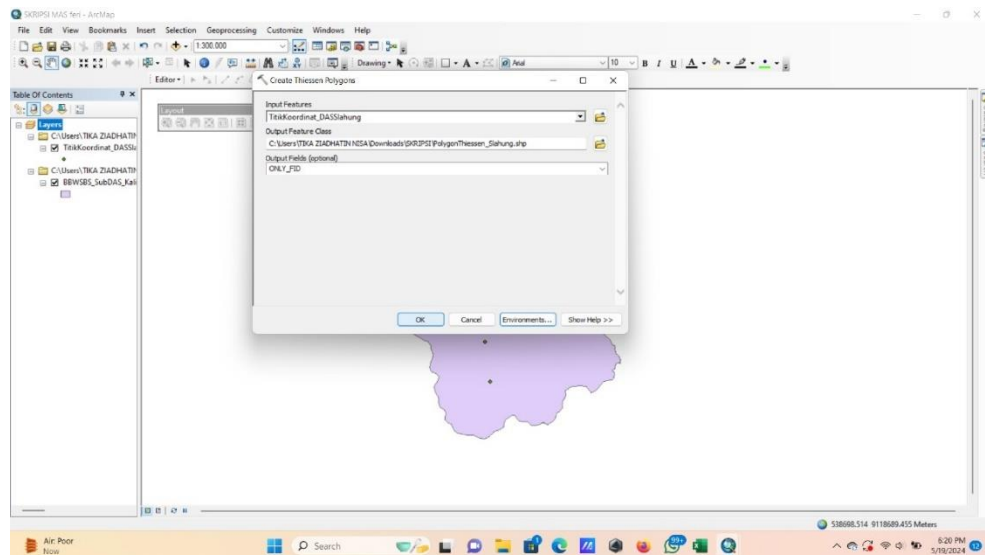 SKRIPSI MAS feri - ArcMap
File Edit View Bookmarks Insert Selection Geoprocessing Customize Windows Help
1:300.000
Drawing Arial 10 B I U A
Editor
Table Of Contents
Layers
C:\Users\TIKA ZIADHATIN
TitikKoordinat_DASSla
C:\Users\TIKA ZIADHATIN
BBWSBS_SubDAS_Kali
Layout
Create Thiessen Polygons
Input Features
TitikKoordinat_DASSlahung
Output Feature Class
C:\Users\TIKA ZIADHATIN NISA\Downloads\SKRIPSI\PolygonThiessen_Slahung.shp
Output Fields (optional)
ONLY_FID
OK Cancel Environments... Show Help >>
538698.514 9118689.455 Meters
Air: Poor
Now
Search
99+
6:20 PM
5/19/2024
12